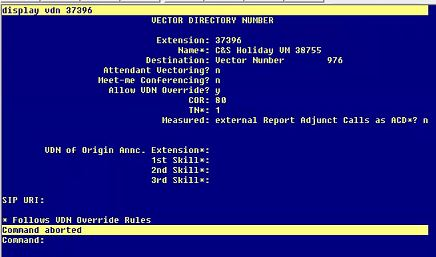 display vdn 37396
VECTOR DIRECTORY NUMBER
Extension: 37396
Name*: C&S Holiday VM 38755
Destination: Vector Number 976
Attendant Vectoring? n
Meet-me Conferencing? n
Allow VDN Override? y
COR: 80
TN*: 1
Measured: external Report Adjunct Calls as ACD*? n
VDN of Origin Annc. Extension*:
1st Skill*:
2nd Skill*:
3rd Skill*:
SIP URI:
* Follows VDN Override Rules
Command aborted
Command: